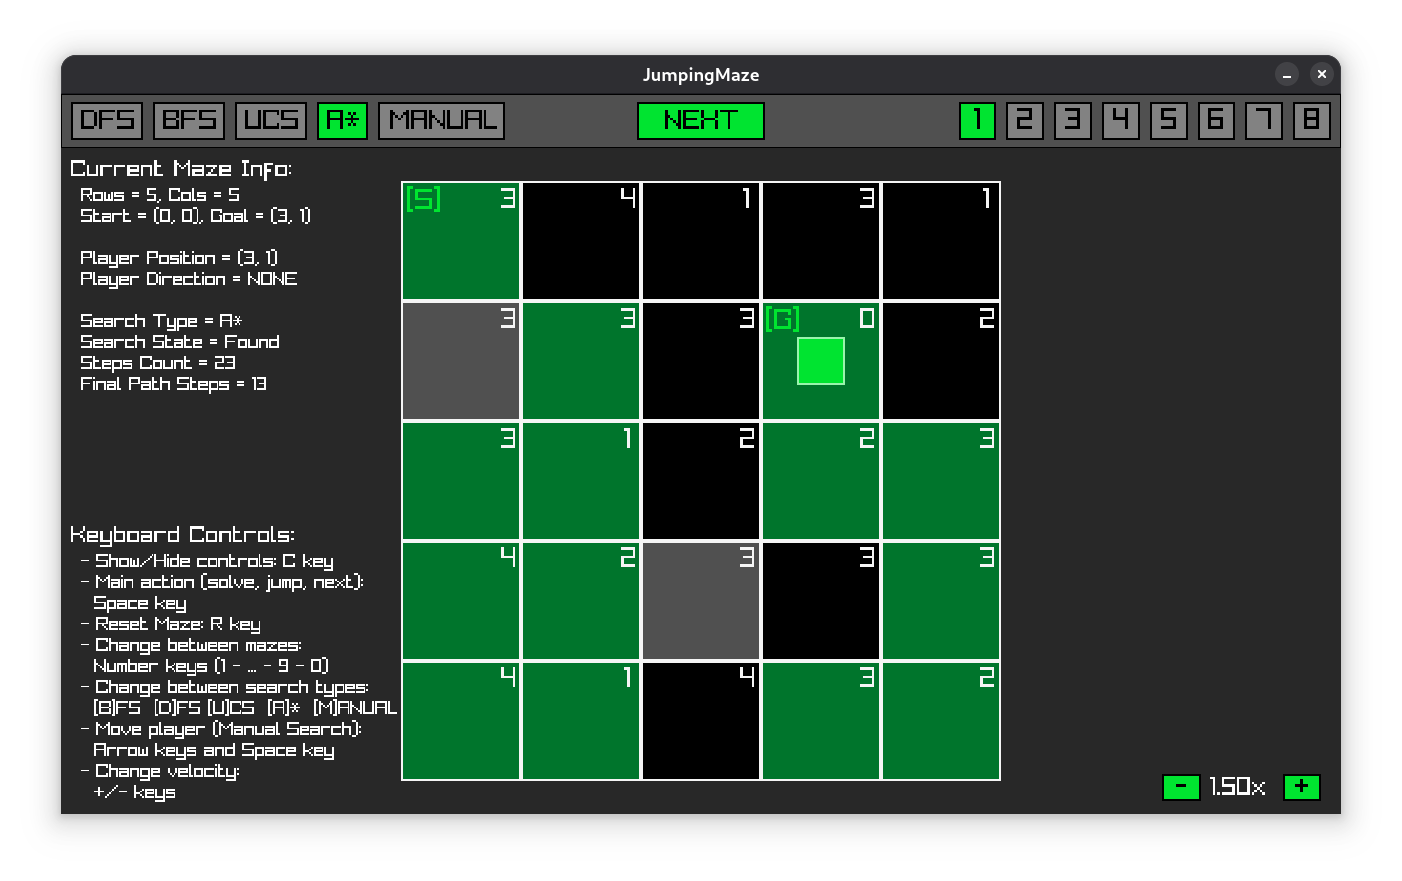 JumpingMaze
DFS BFS UCS A* MANUAL NEXT 1 2 3 4 5 6 7 8
Current Maze Info:
Rows = 5, Cols = 5
Start = (0, 0), Goal = (3, 1)
Player Position = (3, 1)
Player Direction = NONE
Search Type = A*
Search State = Found
Steps Count = 23
Final Path Steps = 13
Keyboard Controls:
- Show/Hide controls: C key
- Main action (solve, jump, next):
Space key
- Reset Maze: R key
- Change between mazes:
Number keys (1 - ... - 9 - 0)
- Change between search types:
[B]FS [D]FS [U]CS [A]* [M]ANUAL
- Move player (Manual Search):
Arrow keys and Space key
- Change velocity:
+/- keys
[S] 3 4 1 3 1
3 3 3 [G] 0 2
3 1 2 2 3
4 2 3 3 3
4 1 4 3 2
- 1.50x +